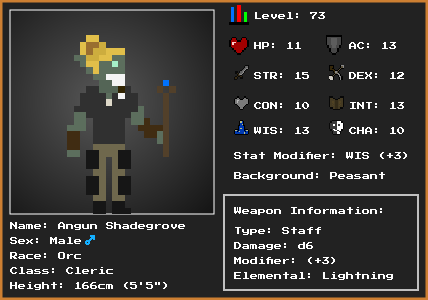 Level: 73
HP: 11 AC: 13
STR: 15 DEX: 12
CON: 10 INT: 13
WIS: 13 CHA: 10
Stat Modifier: WIS (+3)
Background: Peasant
Weapon Information:
Type: Staff
Damage: d6
Modifier: (+3)
Elemental: Lightning
Name: Angun Shadegrove
Sex: Male♂
Race: Orc
Class: Cleric
Height: 166cm (5'5")